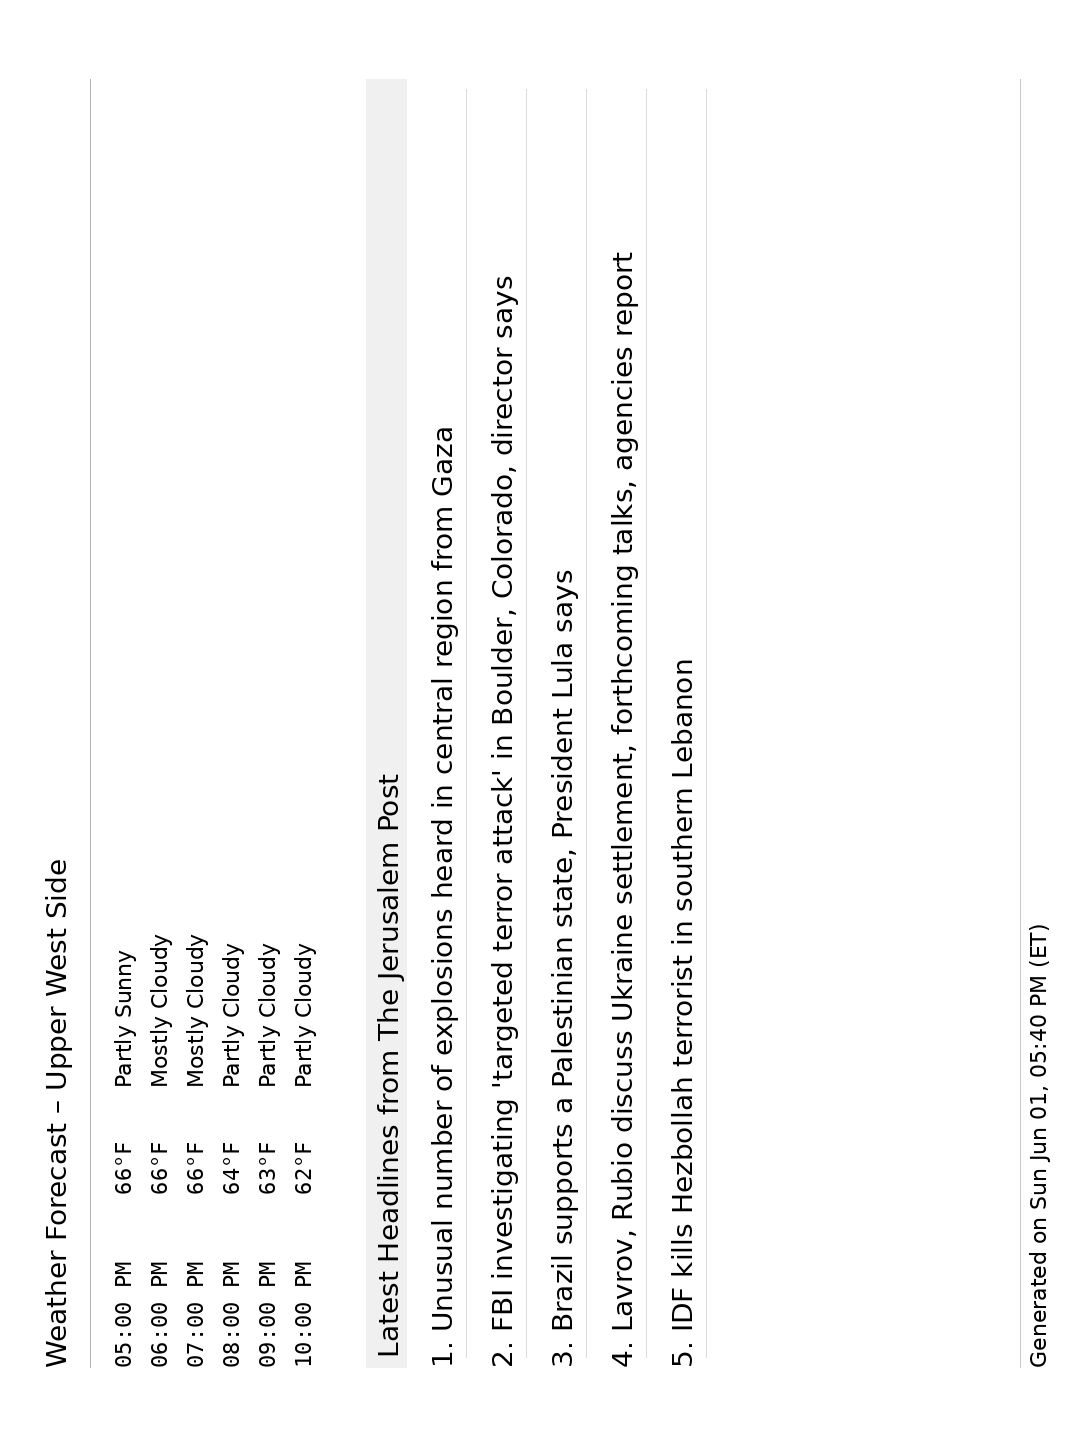 Weather Forecast – Upper West Side
05:00 PM 66°F Partly Sunny
06:00 PM 66°F Mostly Cloudy
07:00 PM 66°F Mostly Cloudy
08:00 PM 64°F Partly Cloudy
09:00 PM 63°F Partly Cloudy
10:00 PM 62°F Partly Cloudy
Latest Headlines from The Jerusalem Post
1. Unusual number of explosions heard in central region from Gaza
2. FBI investigating 'targeted terror attack' in Boulder, Colorado, director says
3. Brazil supports a Palestinian state, President Lula says
4. Lavrov, Rubio discuss Ukraine settlement, forthcoming talks, agencies report
5. IDF kills Hezbollah terrorist in southern Lebanon
Generated on Sun Jun 01, 05:40 PM (ET)